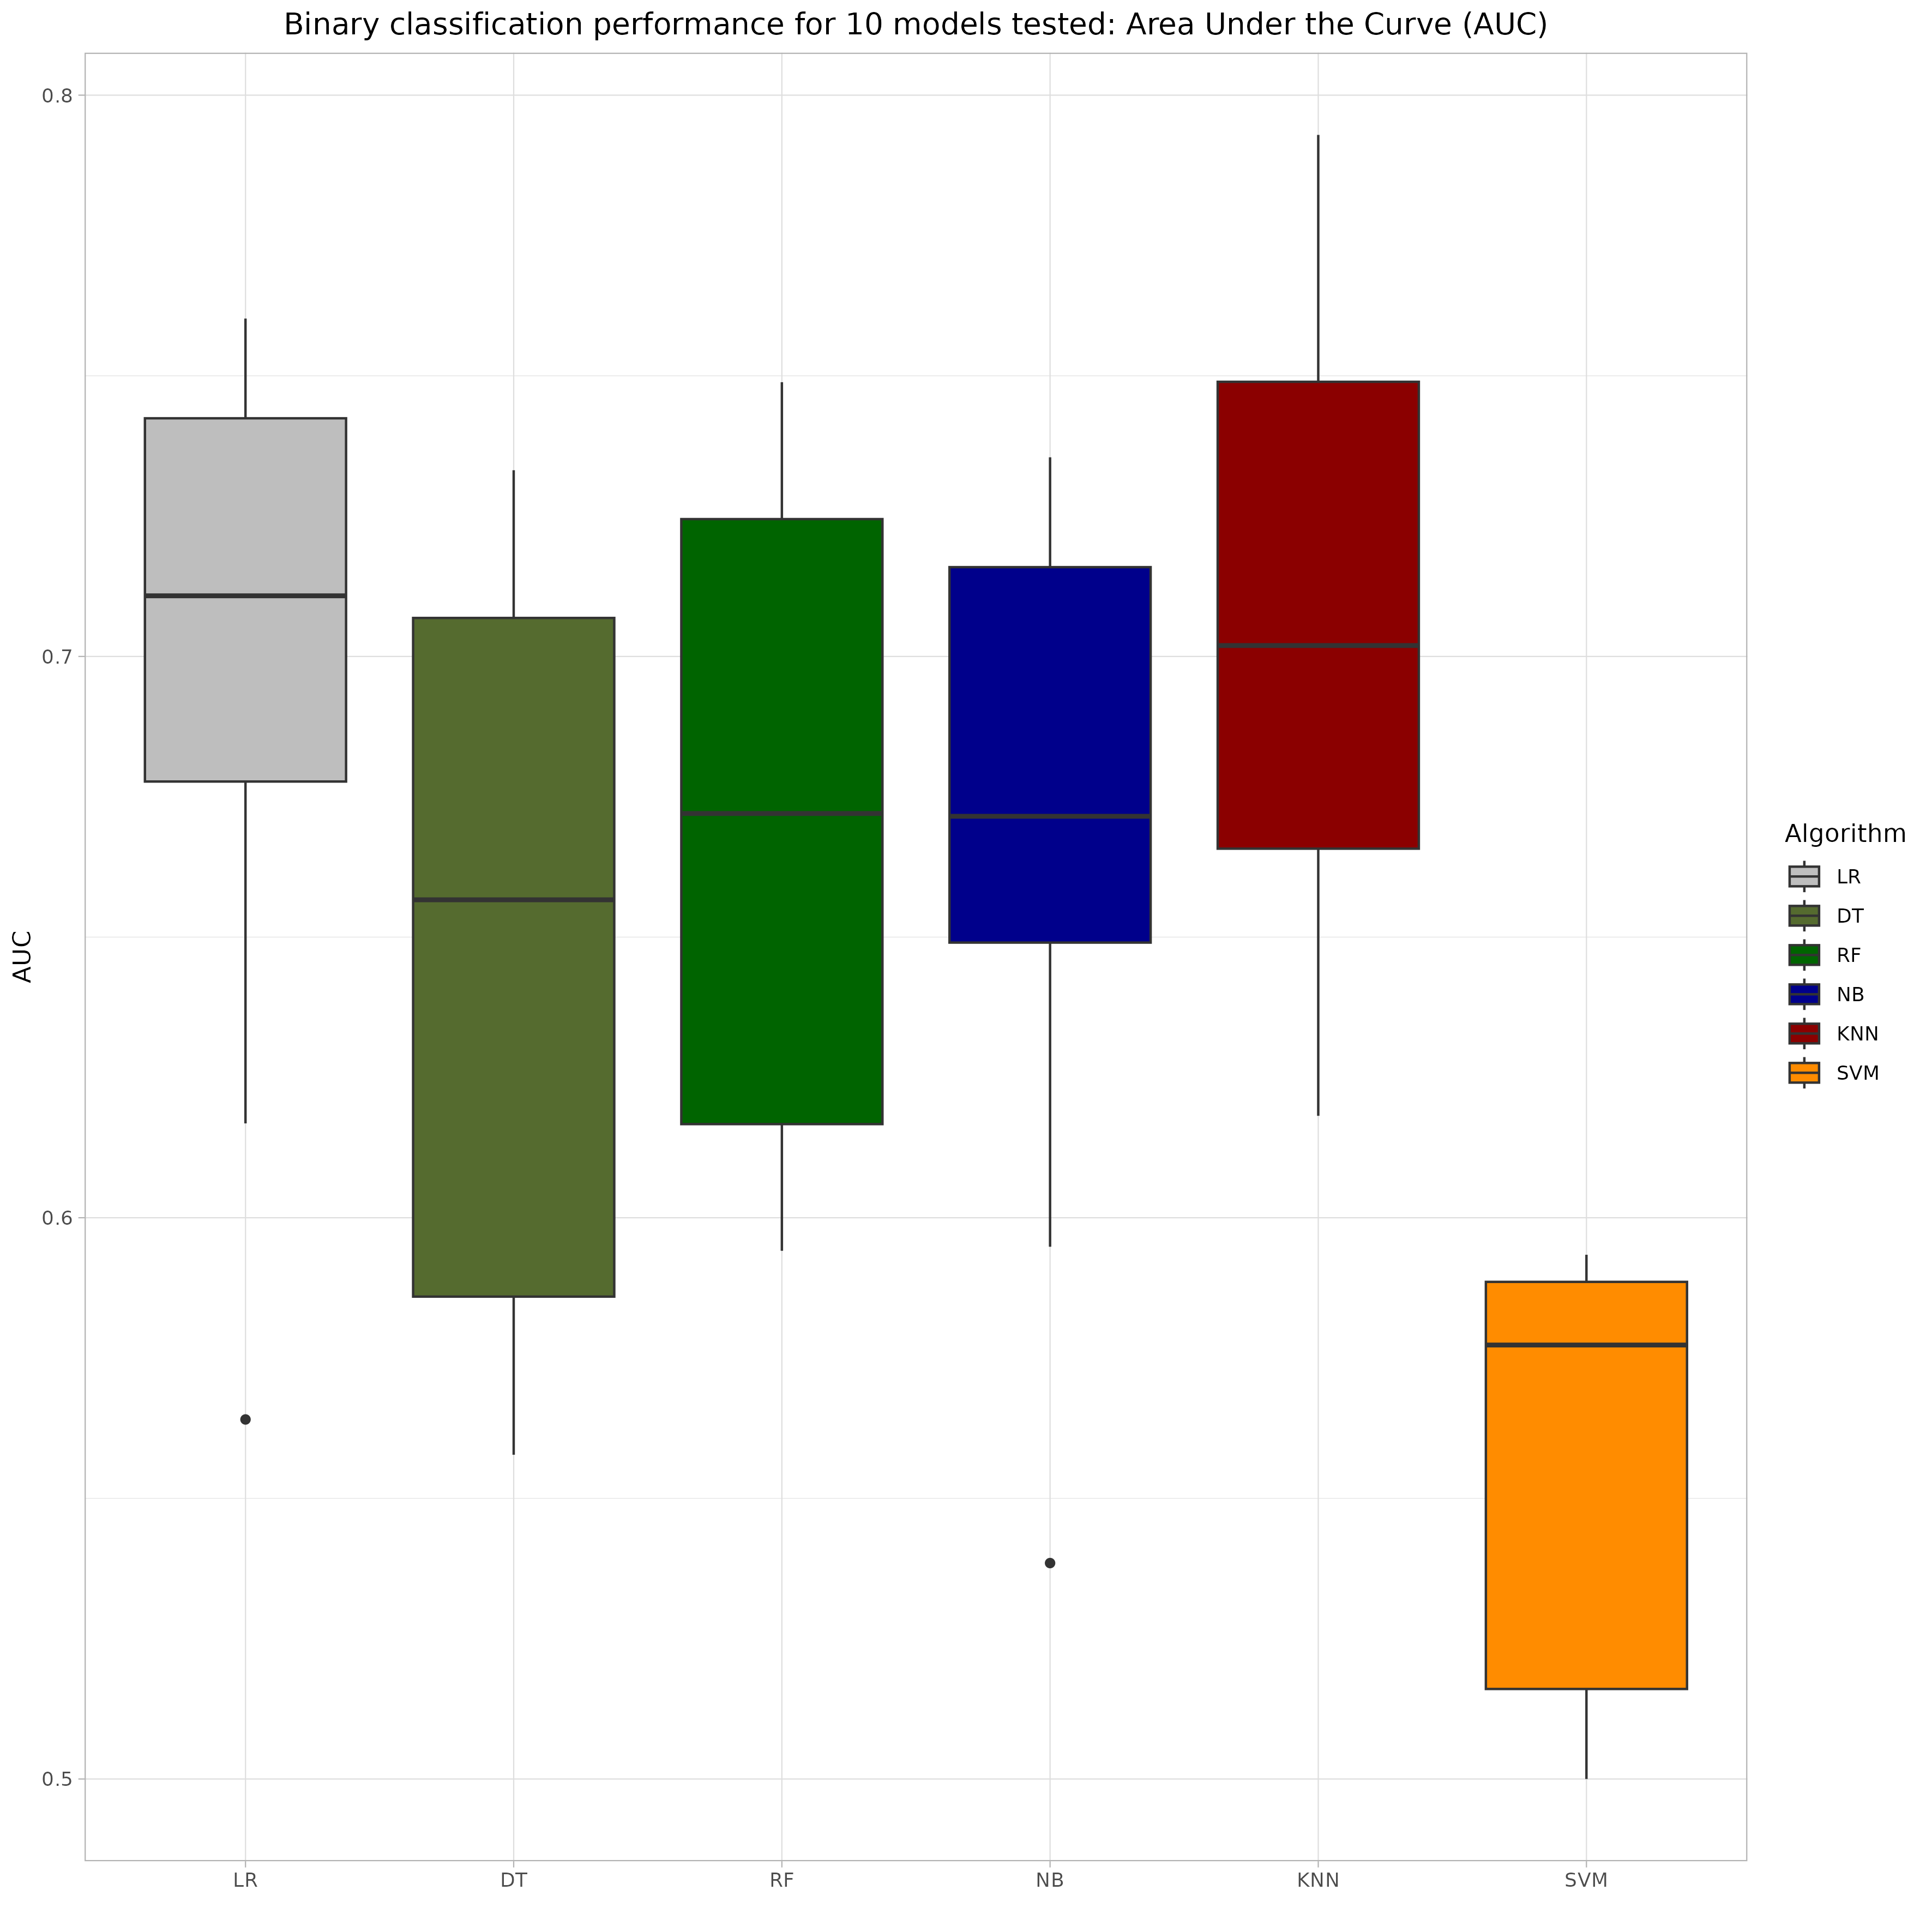 Binary classification performance for 10 models tested: Area Under the Curve (AUC)
AUC
0.8
0.7
0.6
0.5
LR
DT
RF
NB
KNN
SVM
Algorithm
LR
DT
RF
NB
KNN
SVM